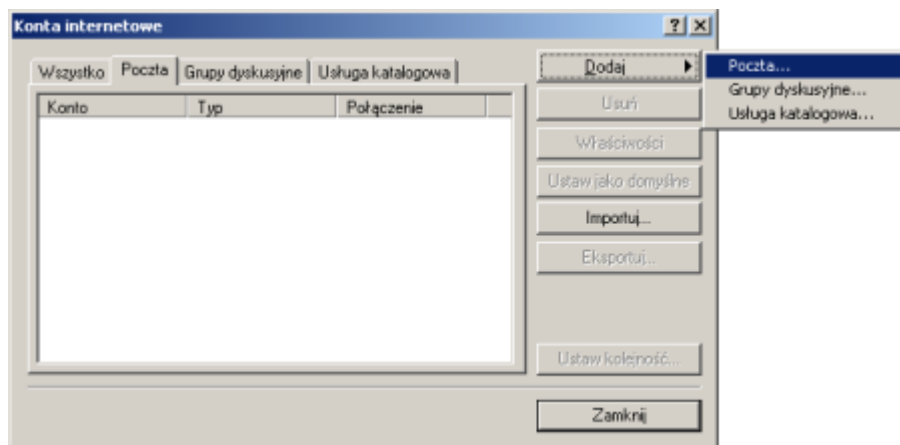 Konta internetowe
Wszystko Poczta Grupy dyskusyjne Usługa katalogowa
Konto Typ Połączenie
Dodaj
Usuń
Właściwości
Ustaw jako domyślne
Importuj...
Eksportuj...
Ustaw kolejność...
Zamknij
Poczta...
Grupy dyskusyjne...
Usługa katalogowa...